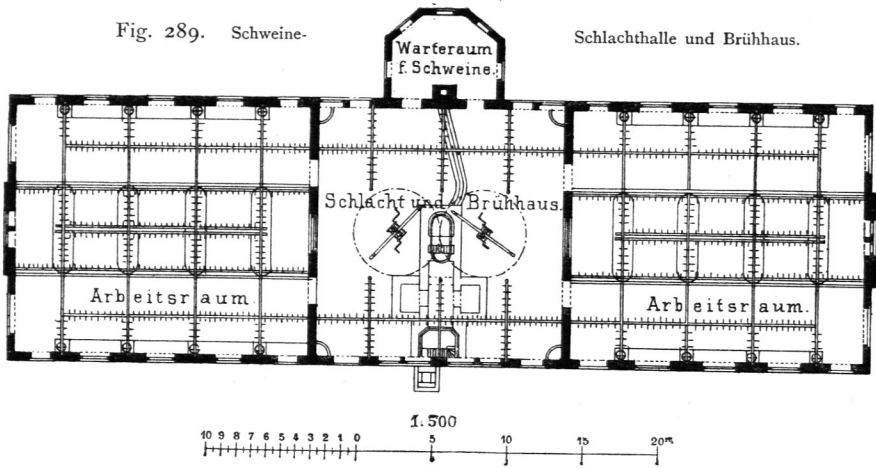 Fig. 289. Schweine- Schlachthalle und Brühhaus.
Warteraum
f. Schweine.
Schlacht und Brühhaus.
Arbeitsraum. Arbeitsraum.
1:500
10 9 8 7 6 5 4 3 2 1 0 5 10 15 20m